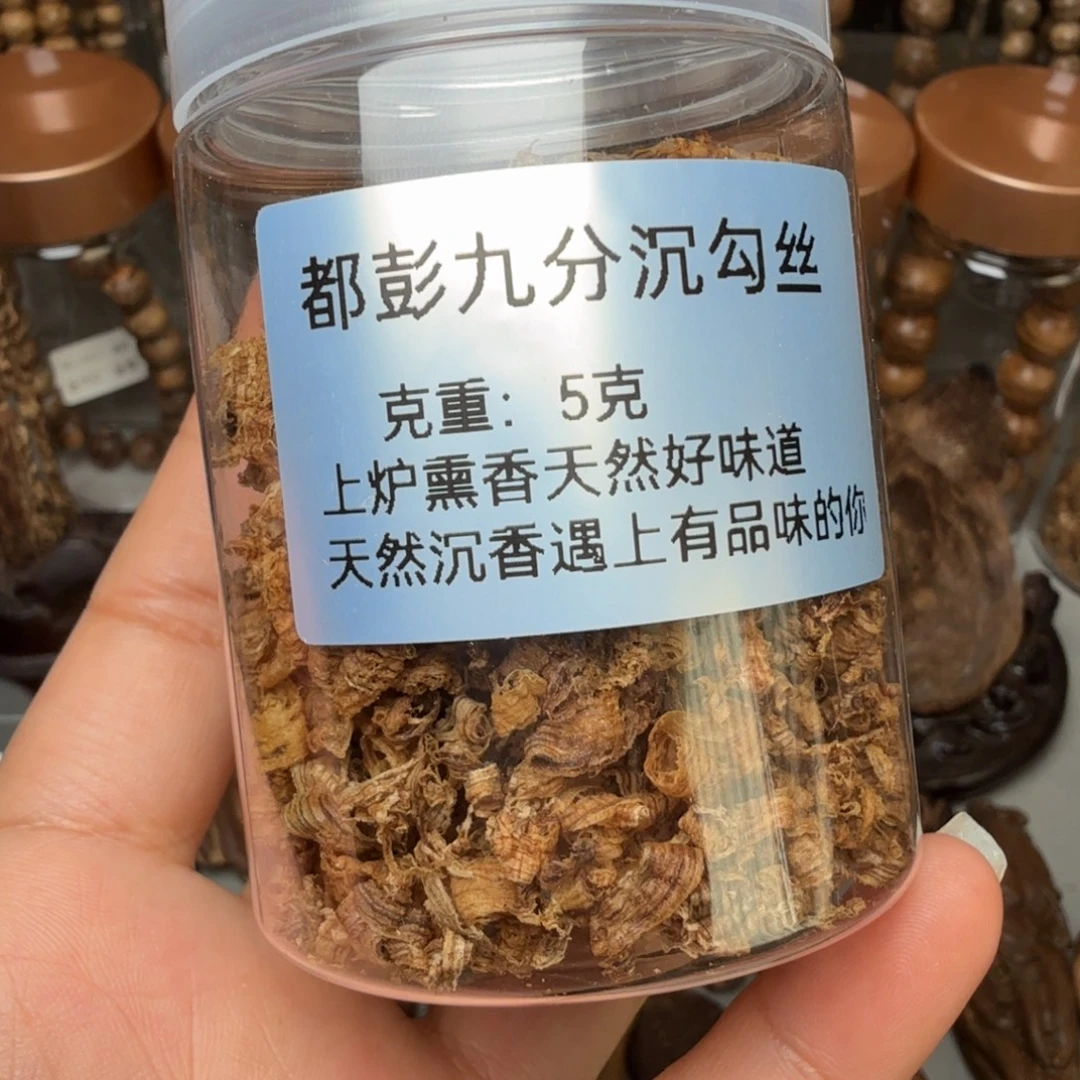 都彭九分沉勾丝
克重：5克
上炉熏香天然好味道
天然沉香遇上有品味的你